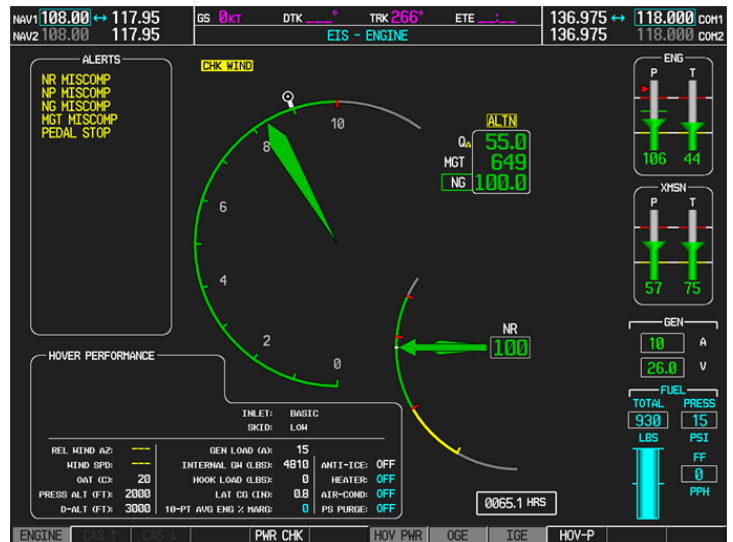 NAV1 108.00 ↔ 117.95 GS 0KT DTK ___° TRK 266° ETE __:__ 136.975 ↔ 118.000 COM1
NAV2 108.00 117.95 EIS - ENGINE 136.975 118.000 COM2
ALERTS
NR MISCOMP
NP MISCOMP
NG MISCOMP
MGT MISCOMP
PEDAL STOP
CHK WIND
10
8
6
4
2
0
ALTN
QA 55.0
MGT 649
NG 100.0
NR
100
ENG
P T
106 44
XMSN
P T
57 75
GEN
10 A
26.0 V
FUEL
TOTAL PRESS
930 15
LBS PSI
FF
0
PPH
HOVER PERFORMANCE
INLET: BASIC
SKID: LOW
REL WIND AZ: ---
WIND SPD: ---
OAT (C): 20
PRESS ALT (FT): 2000
D-ALT (FT): 3000
GEN LOAD (A): 15
INTERNAL GW (LBS): 4810
HOOK LOAD (LBS): 0
LAT CG (IN): 0.8
10-PT AVG ENG % MARG: 0
ANTI-ICE: OFF
HEATER: OFF
AIR-COND: OFF
PS PURGE: OFF
0065.1 HRS
ENGINE CAS ↑ CAS ↓ PWR CHK HOV PWR OGE IGE HOV-P